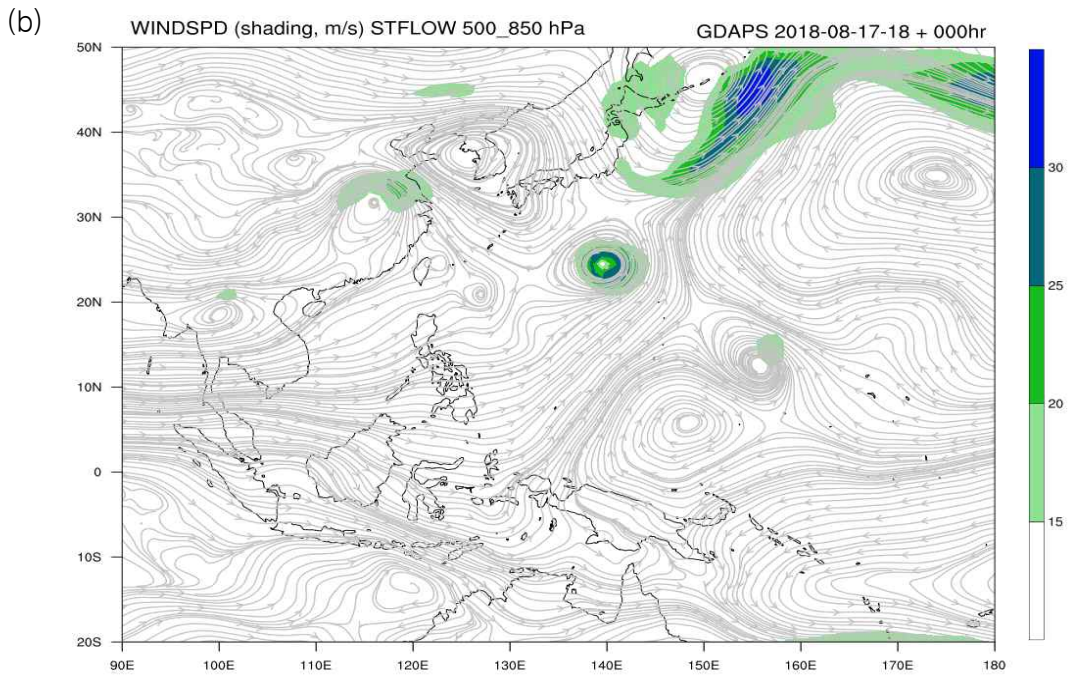 (b)
WINDSPD (shading, m/s) STFLOW 500_850 hPa GDAPS 2018-08-17-18 + 000hr
50N
40N
30N
20N
10N
0
10S
20S
90E 100E 110E 120E 130E 140E 150E 160E 170E 180
30
25
20
15